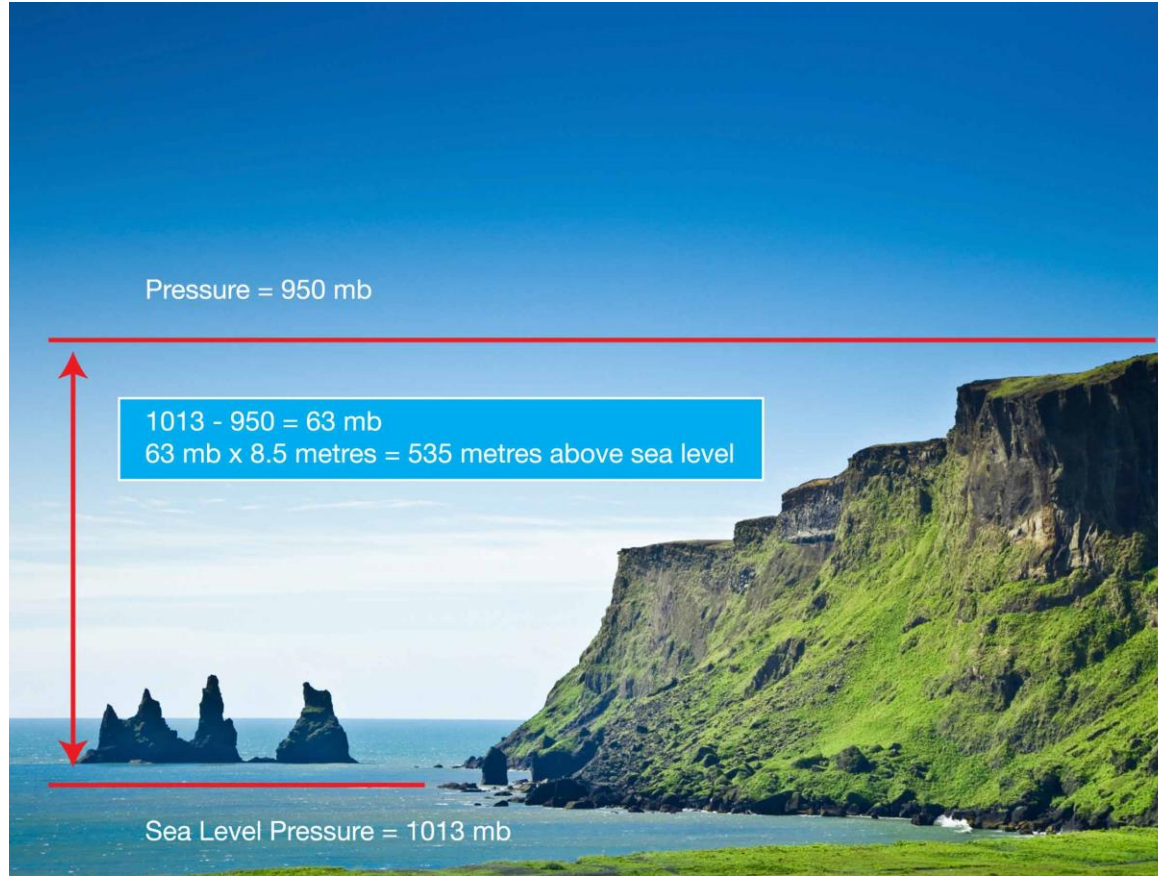 Pressure = 950 mb
1013 - 950 = 63 mb
63 mb x 8.5 metres = 535 metres above sea level
Sea Level Pressure = 1013 mb